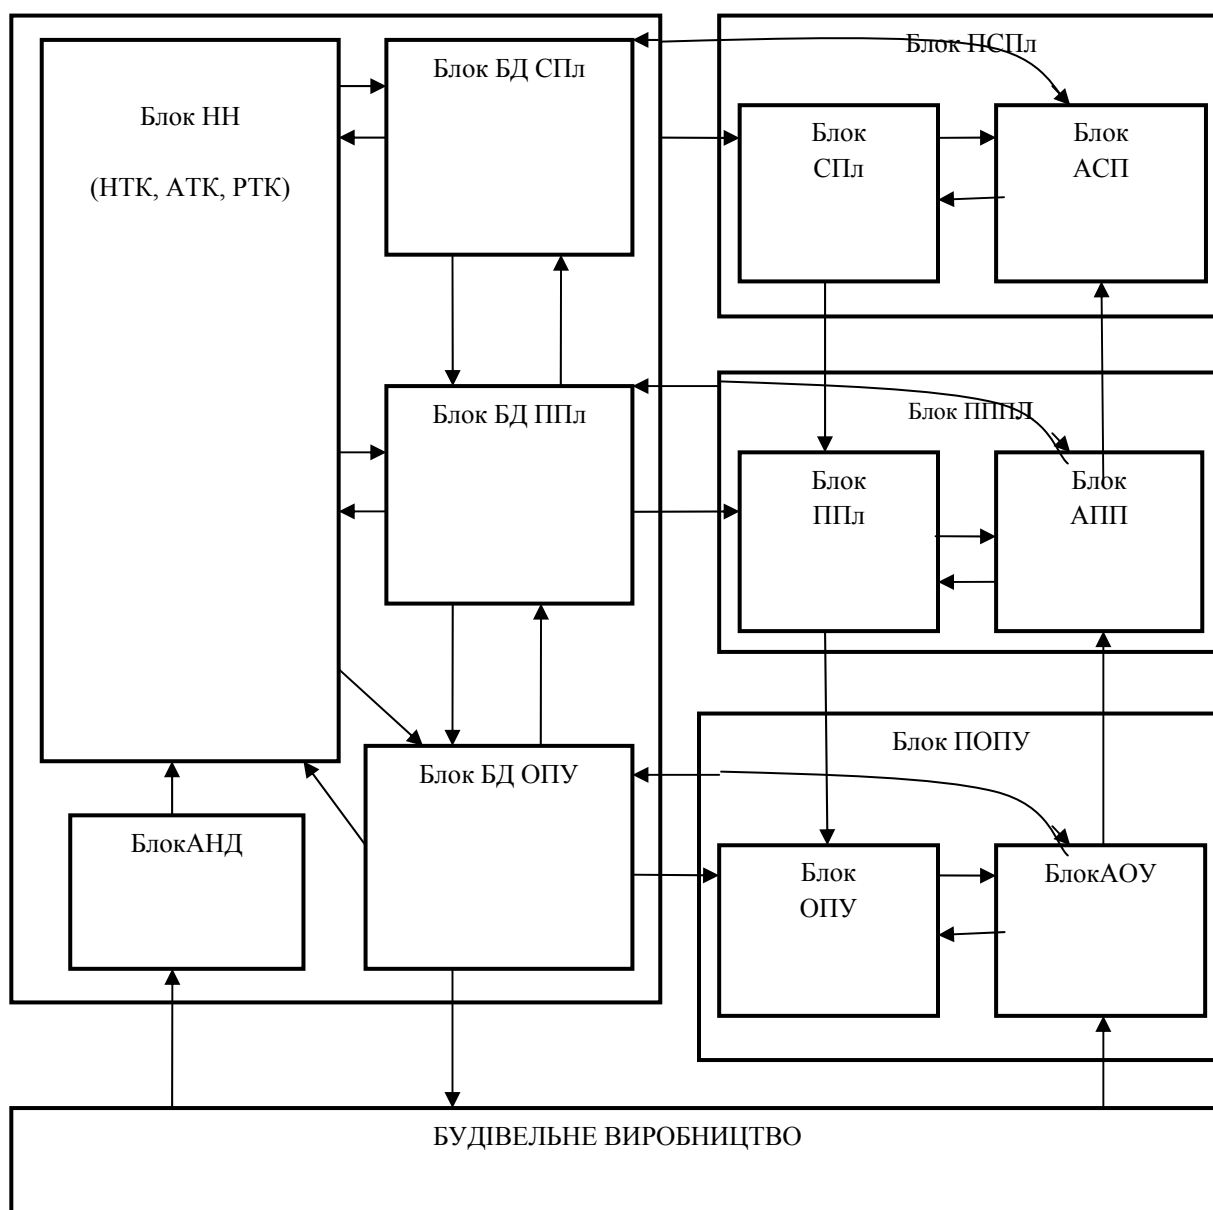 Блок ПСПл
Блок БД СПл
Блок НН
(НТК, АТК, РТК)
Блок
СПл
Блок
АСП
Блок БД ППл
Блок ПППЛ
Блок
ППл
Блок
АПП
Блок ПОПУ
Блок БД ОПУ
БлокАНД
Блок
ОПУ
БлокАОУ
БУДІВЕЛЬНЕ ВИРОБНИЦТВО